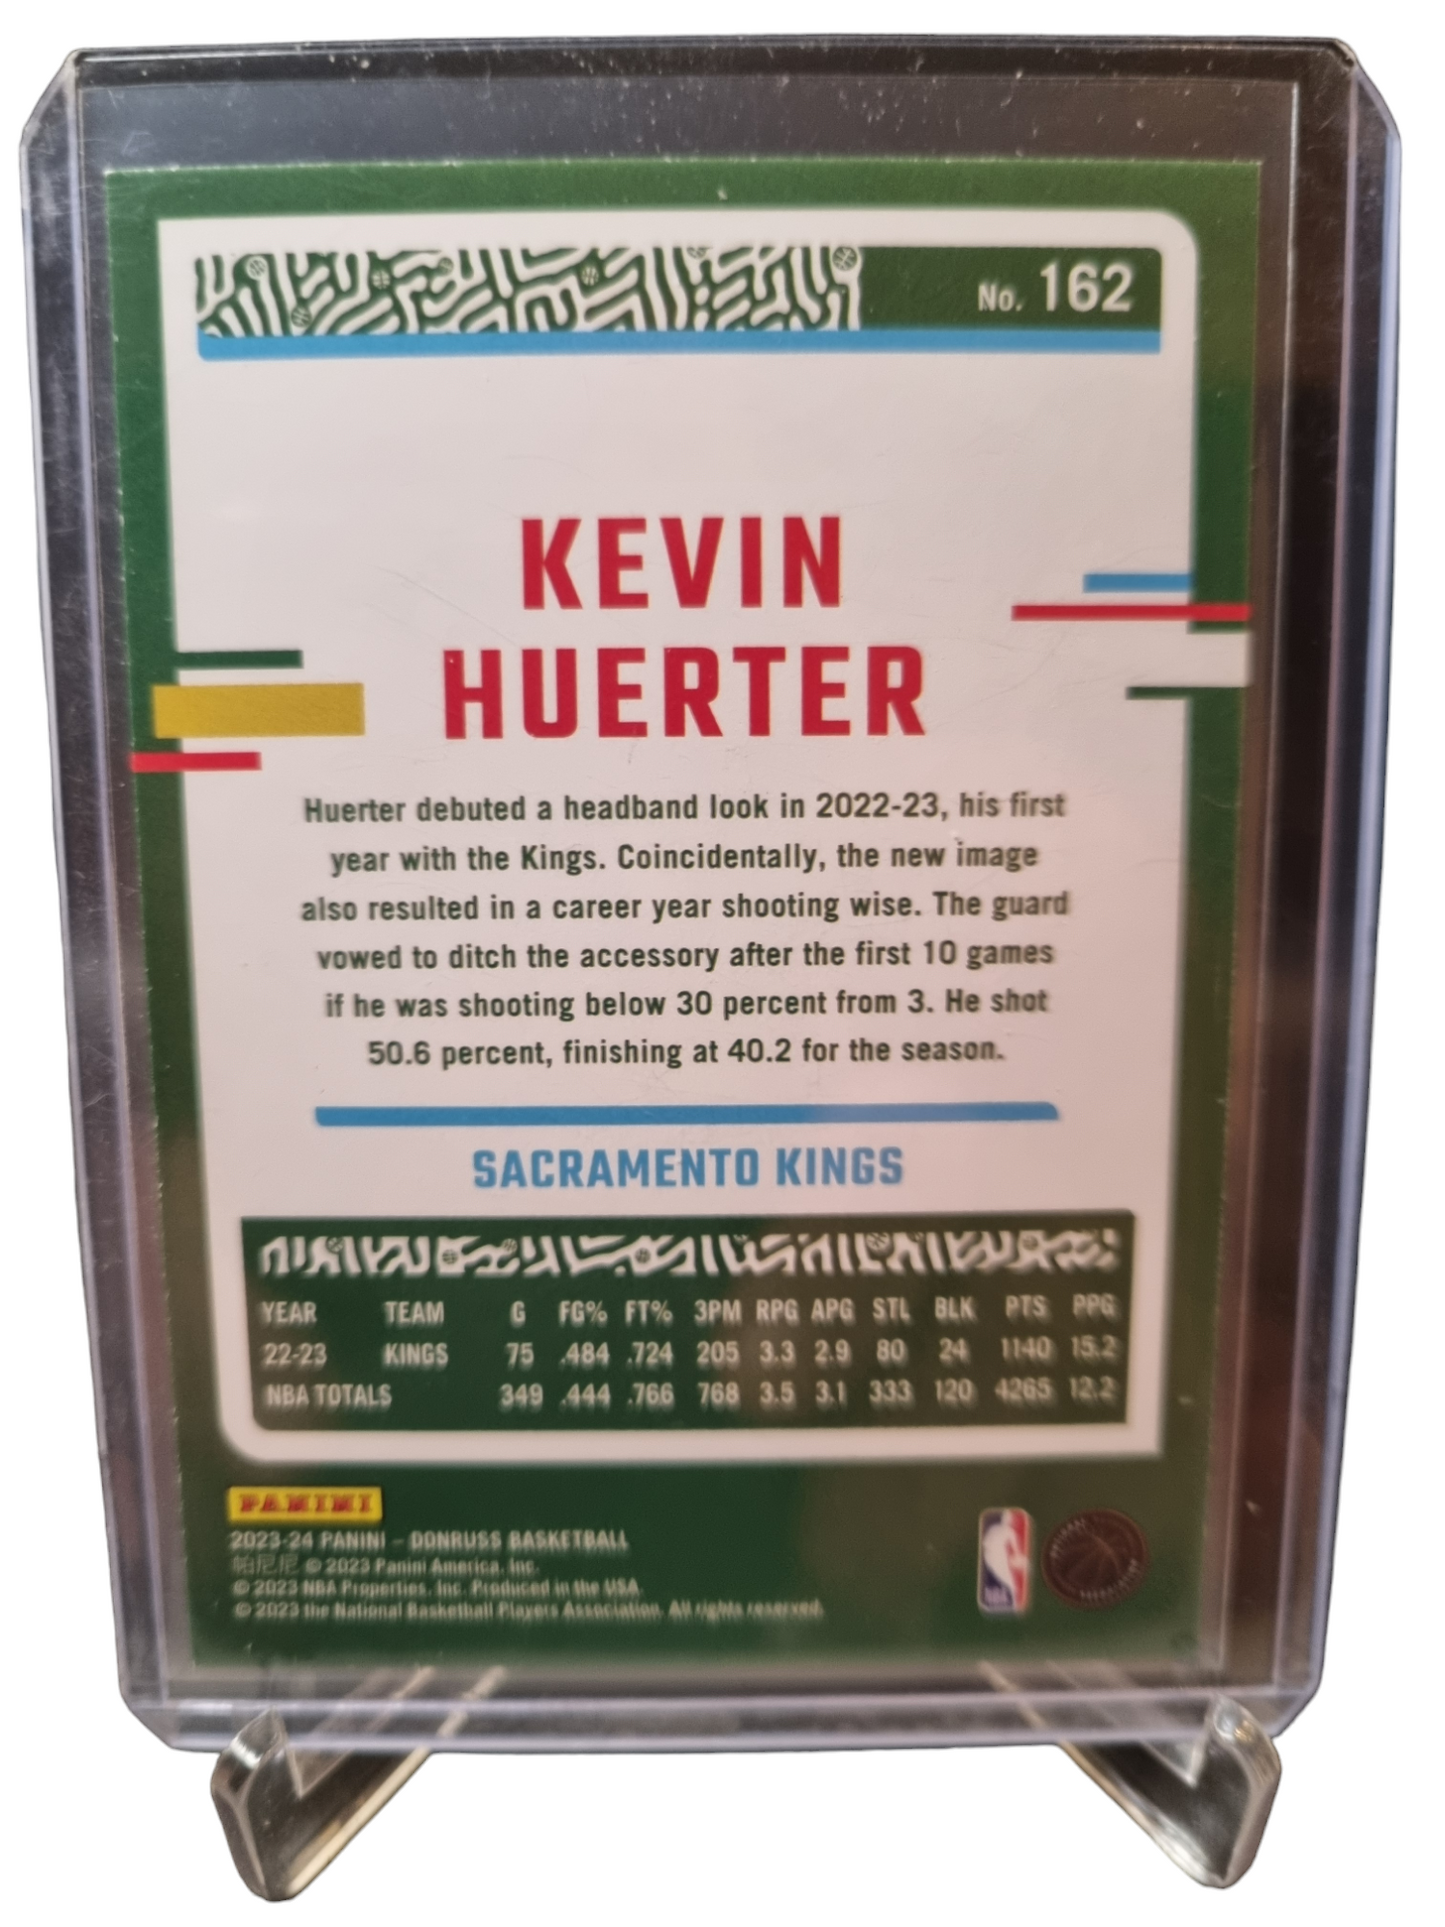 No. 162
KEVIN
HUERTER
Huerter debuted a headband look in 2022-23, his first
year with the Kings. Coincidentally, the new image
also resulted in a career year shooting wise. The guard
vowed to ditch the accessory after the first 10 games
if he was shooting below 30 percent from 3. He shot
50.6 percent, finishing at 40.2 for the season.
SACRAMENTO KINGS
YEAR TEAM G FG% FT% 3PM RPG APG STL BLK PTS PPG
22-23 KINGS 75 .484 .724 205 3.3 2.9 80 24 1140 15.2
NBA TOTALS 349 .444 .766 768 3.5 3.1 333 120 4265 12.2
PANINI
2023-24 PANINI – DONRUSS BASKETBALL
帕尼尼 © 2023 Panini America, Inc.
© 2023 NBA Properties, Inc. Produced in the USA.
© 2023 the National Basketball Players Association. All rights reserved.